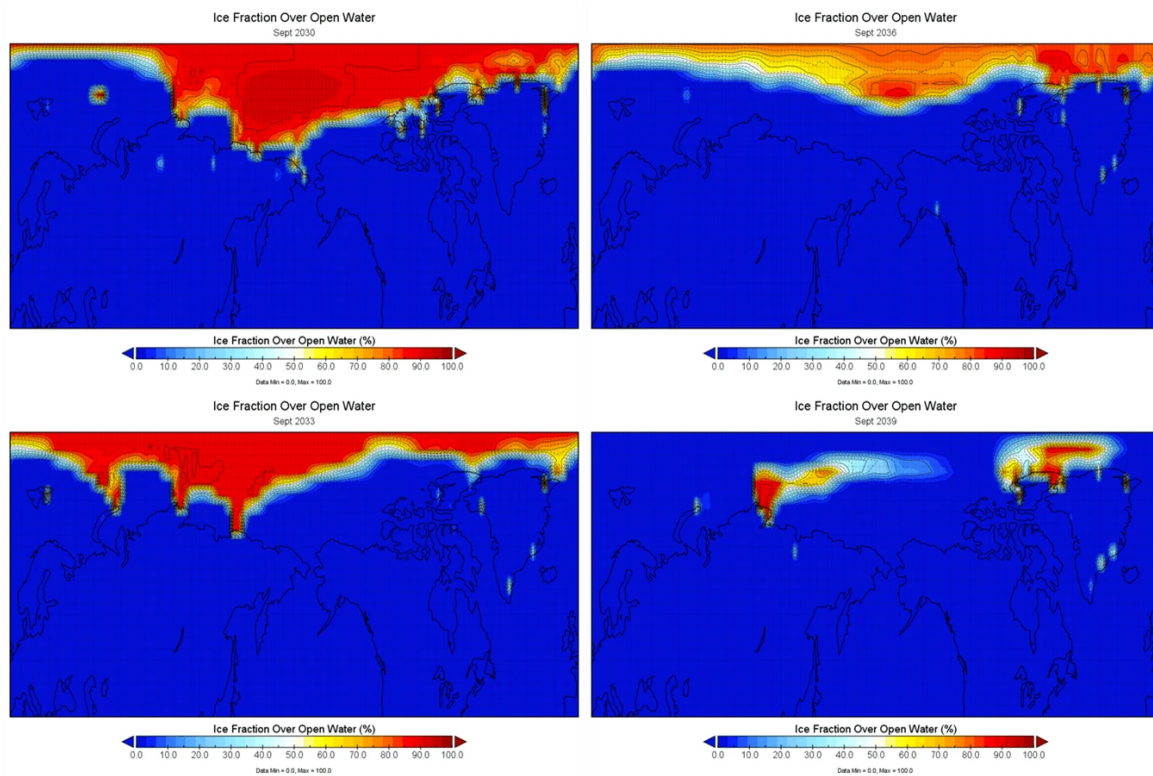 Ice Fraction Over Open Water
Sept 2030
Ice Fraction Over Open Water (%)
0.0 10.0 20.0 30.0 40.0 50.0 60.0 70.0 80.0 90.0 100.0
Data Min = 0.0, Max = 100.0
Ice Fraction Over Open Water
Sept 2036
Ice Fraction Over Open Water (%)
0.0 10.0 20.0 30.0 40.0 50.0 60.0 70.0 80.0 90.0 100.0
Data Min = 0.0, Max = 100.0
Ice Fraction Over Open Water
Sept 2033
Ice Fraction Over Open Water (%)
0.0 10.0 20.0 30.0 40.0 50.0 60.0 70.0 80.0 90.0 100.0
Data Min = 0.0, Max = 100.0
Ice Fraction Over Open Water
Sept 2039
Ice Fraction Over Open Water (%)
0.0 10.0 20.0 30.0 40.0 50.0 60.0 70.0 80.0 90.0 100.0
Data Min = 0.0, Max = 100.0